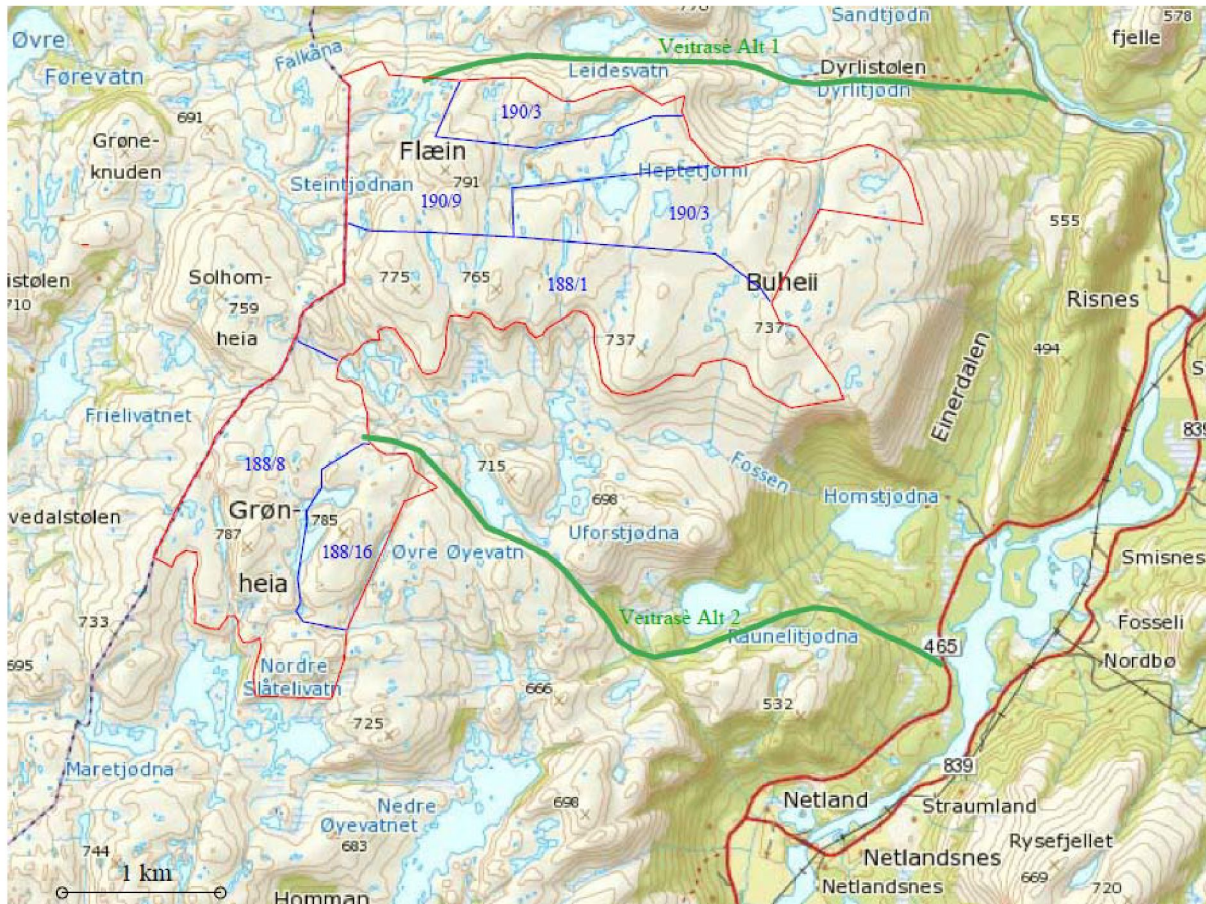 Sandtjødn
578
fjelle
Øvre
Førevatn
Falkåna
Veitrasè Alt 1
Leidesvatn
Dyrlistølen
Dyrlitjødn
691
Grøne-
knuden
190/3
Flæin
791
Steintjødnan
Heptetjørni
190/9
190/3
555
Solhom-
759
heia
istølen
710
775
765
188/1
Buheii
737
737
Risnes
494
Einerdalen
Frielivatnet
839
188/8
715
Fossen
698
Homstjødna
Grøn-
785
787
188/16
heia
vedalstølen
Øvre Øyevatn
Uforstjødna
Smisnes
Veitrasè Alt 2
Raunelitjødna
465
Fosseli
Nordbø
733
695
Nordre
Slåtelivatn
666
725
532
Maretjødna
839
Nedre
Øyevatnet
698
683
Netland
Straumland
Rysefjellet
669
720
Netlandsnes
Netlandsnes
744
1 km
Homman